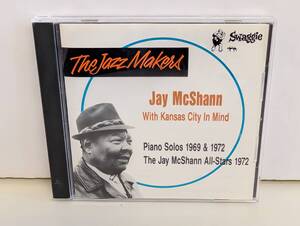 Swaggie
The Jazz Makers
Jay McShann
With Kansas City In Mind
Piano Solos 1969 & 1972
The Jay McShann All-Stars 1972